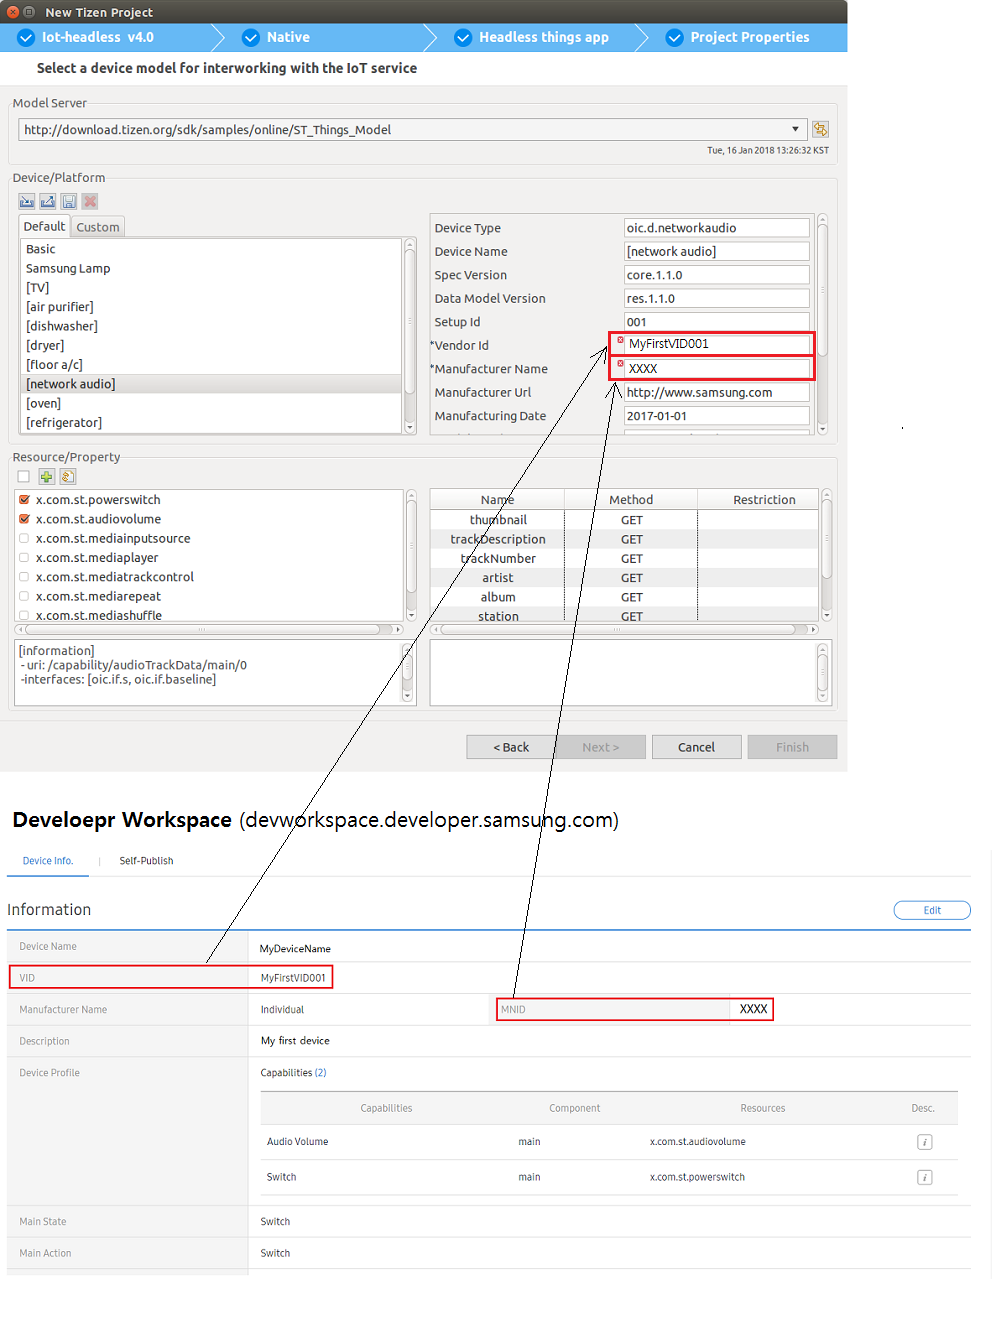 New Tizen Project
Iot-headless v4.0
Native
Headless things app
Project Properties
Select a device model for interworking with the IoT service
Model Server
http://download.tizen.org/sdk/samples/online/ST_Things_Model
Tue, 16 Jan 2018 13:26:32 KST
Device/Platform
Default
Custom
Basic
Samsung Lamp
[TV]
[air purifier]
[dishwasher]
[dryer]
[floor a/c]
[network audio]
[oven]
[refrigerator]
Device Type oic.d.networkaudio
Device Name [network audio]
Spec Version core.1.1.0
Data Model Version res.1.1.0
Setup Id 001
*Vendor Id MyFirstVID001
*Manufacturer Name XXXX
Manufacturer Url http://www.samsung.com
Manufacturing Date 2017-01-01
Resource/Property
x.com.st.powerswitch
x.com.st.audiovolume
x.com.st.mediainputsource
x.com.st.mediaplayer
x.com.st.mediatrackcontrol
x.com.st.mediarepeat
x.com.st.mediashuffle
Name Method Restriction
thumbnail GET
trackDescription GET
trackNumber GET
artist GET
album GET
station GET
[information]
- uri: /capability/audioTrackData/main/0
-interfaces: [oic.if.s, oic.if.baseline]
< Back
Next >
Cancel
Finish
Develoepr Workspace (devworkspace.developer.samsung.com)
Device Info. | Self-Publish
Information
Edit
Device Name MyDeviceName
VID MyFirstVID001
Manufacturer Name Individual MNID XXXX
Description My first device
Device Profile Capabilities (2)
Capabilities Component Resources Desc.
Audio Volume main x.com.st.audiovolume i
Switch main x.com.st.powerswitch i
Main State Switch
Main Action Switch